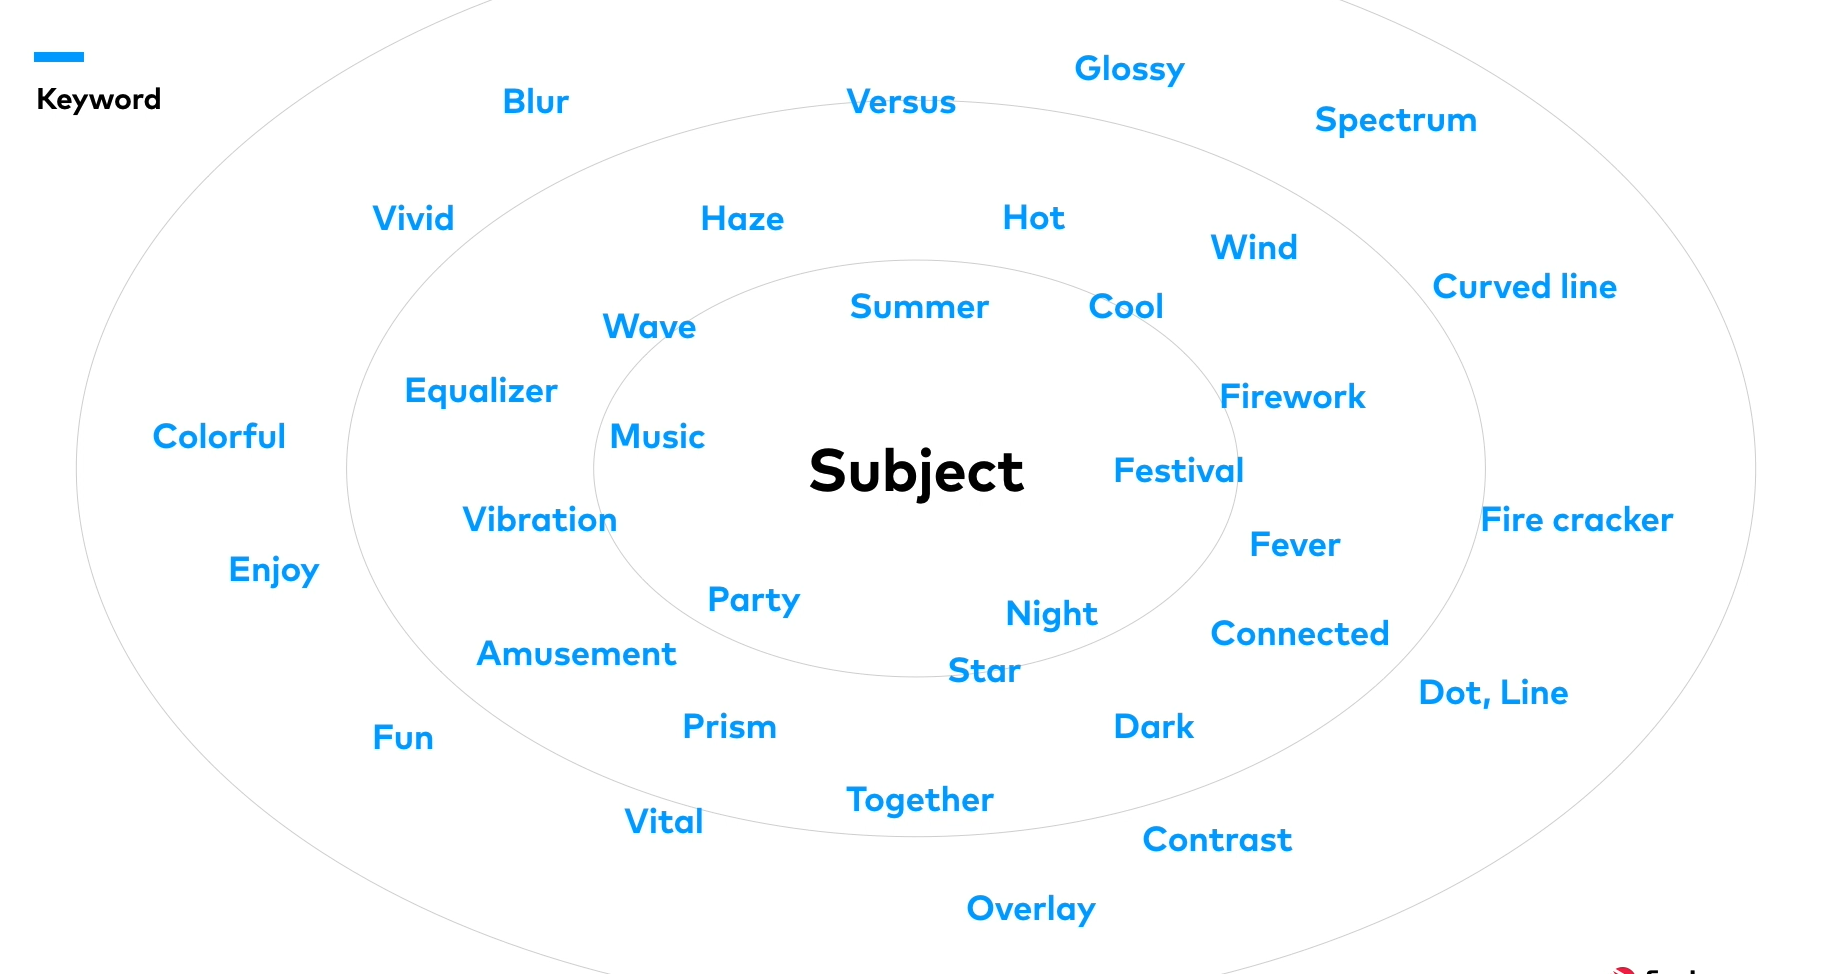 Keyword
Glossy
Blur
Versus
Spectrum
Vivid
Haze
Hot
Wind
Curved line
Wave
Summer
Cool
Equalizer
Firework
Colorful
Music
Subject
Festival
Vibration
Fire cracker
Enjoy
Fever
Party
Night
Connected
Amusement
Star
Dot, Line
Fun
Prism
Dark
Together
Vital
Contrast
Overlay